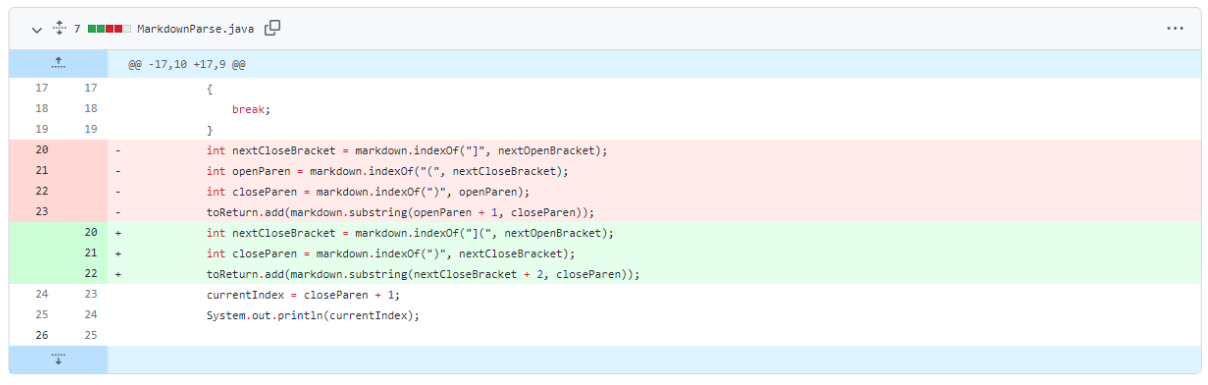 7 MarkdownParse.java
@@ -17,10 +17,9 @@
17 17 {
18 18 break;
19 19 }
20 - int nextCloseBracket = markdown.indexOf("]", nextOpenBracket);
21 - int openParen = markdown.indexOf("(", nextCloseBracket);
22 - int closeParen = markdown.indexOf(")", openParen);
23 - toReturn.add(markdown.substring(openParen + 1, closeParen));
20 + int nextCloseBracket = markdown.indexOf("](", nextOpenBracket);
21 + int closeParen = markdown.indexOf(")", nextCloseBracket);
22 + toReturn.add(markdown.substring(nextCloseBracket + 2, closeParen));
24 23 currentIndex = closeParen + 1;
25 24 System.out.println(currentIndex);
26 25